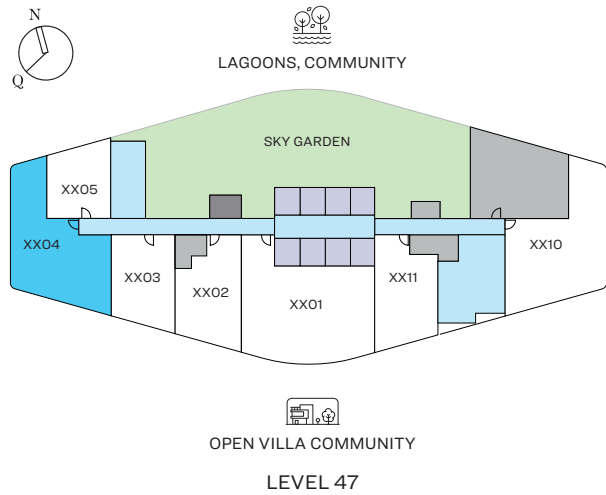 N
Q
LAGOONS, COMMUNITY
SKY GARDEN
XX05
XX04
XX03
XX02
XX01
XX11
XX10
OPEN VILLA COMMUNITY
LEVEL 47